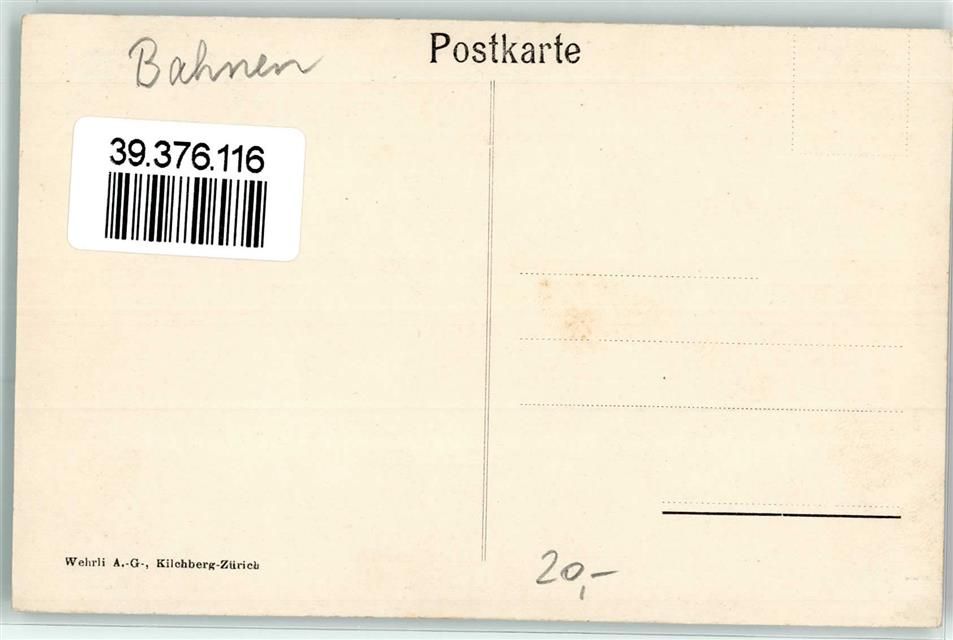 Bahnen
Postkarte
39.376.116
Wehrli A.-G., Kilchberg-Zürich
20,-